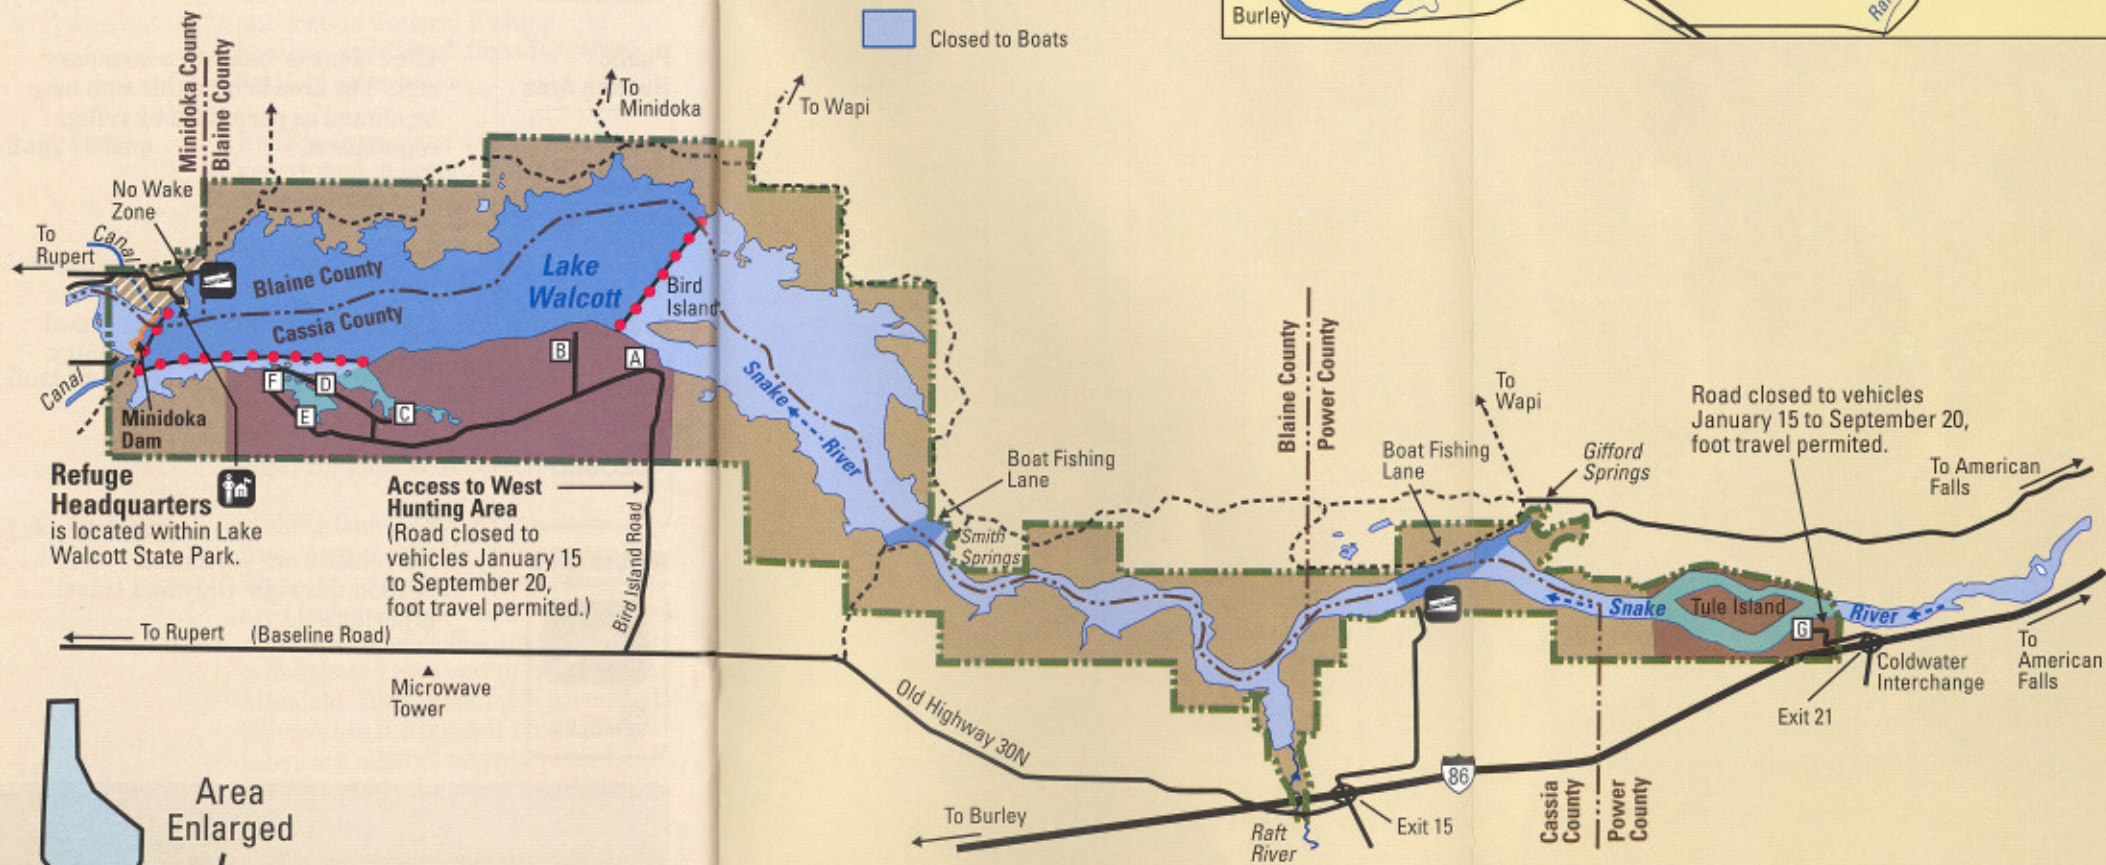 Closed to Boats
Burley
Minidoka County
Blaine County
To
Minidoka
To Wapi
No Wake
Zone
To
Rupert
Canal
Blaine County
Cassia County
Lake
Walcott
Bird
Island
B
A
F
D
E
C
Canal
Minidoka
Dam
Snake
River
Refuge
Headquarters
is located within Lake
Walcott State Park.
Access to West
Hunting Area
(Road closed to
vehicles January 15
to September 20,
foot travel permited.)
Bird Island Road
To Rupert (Baseline Road)
Microwave
Tower
Area
Enlarged
Boat Fishing
Lane
Smith
Springs
Blaine County
Power County
Boat Fishing
Lane
To
Wapi
Gifford
Springs
Road closed to vehicles
January 15 to September 20,
foot travel permited.
To American
Falls
Snake
Tule Island
River
G
Coldwater
Interchange
To
American
Falls
Exit 21
Old Highway 30N
86
To Burley
Raft
River
Exit 15
Cassia
County
Power
County